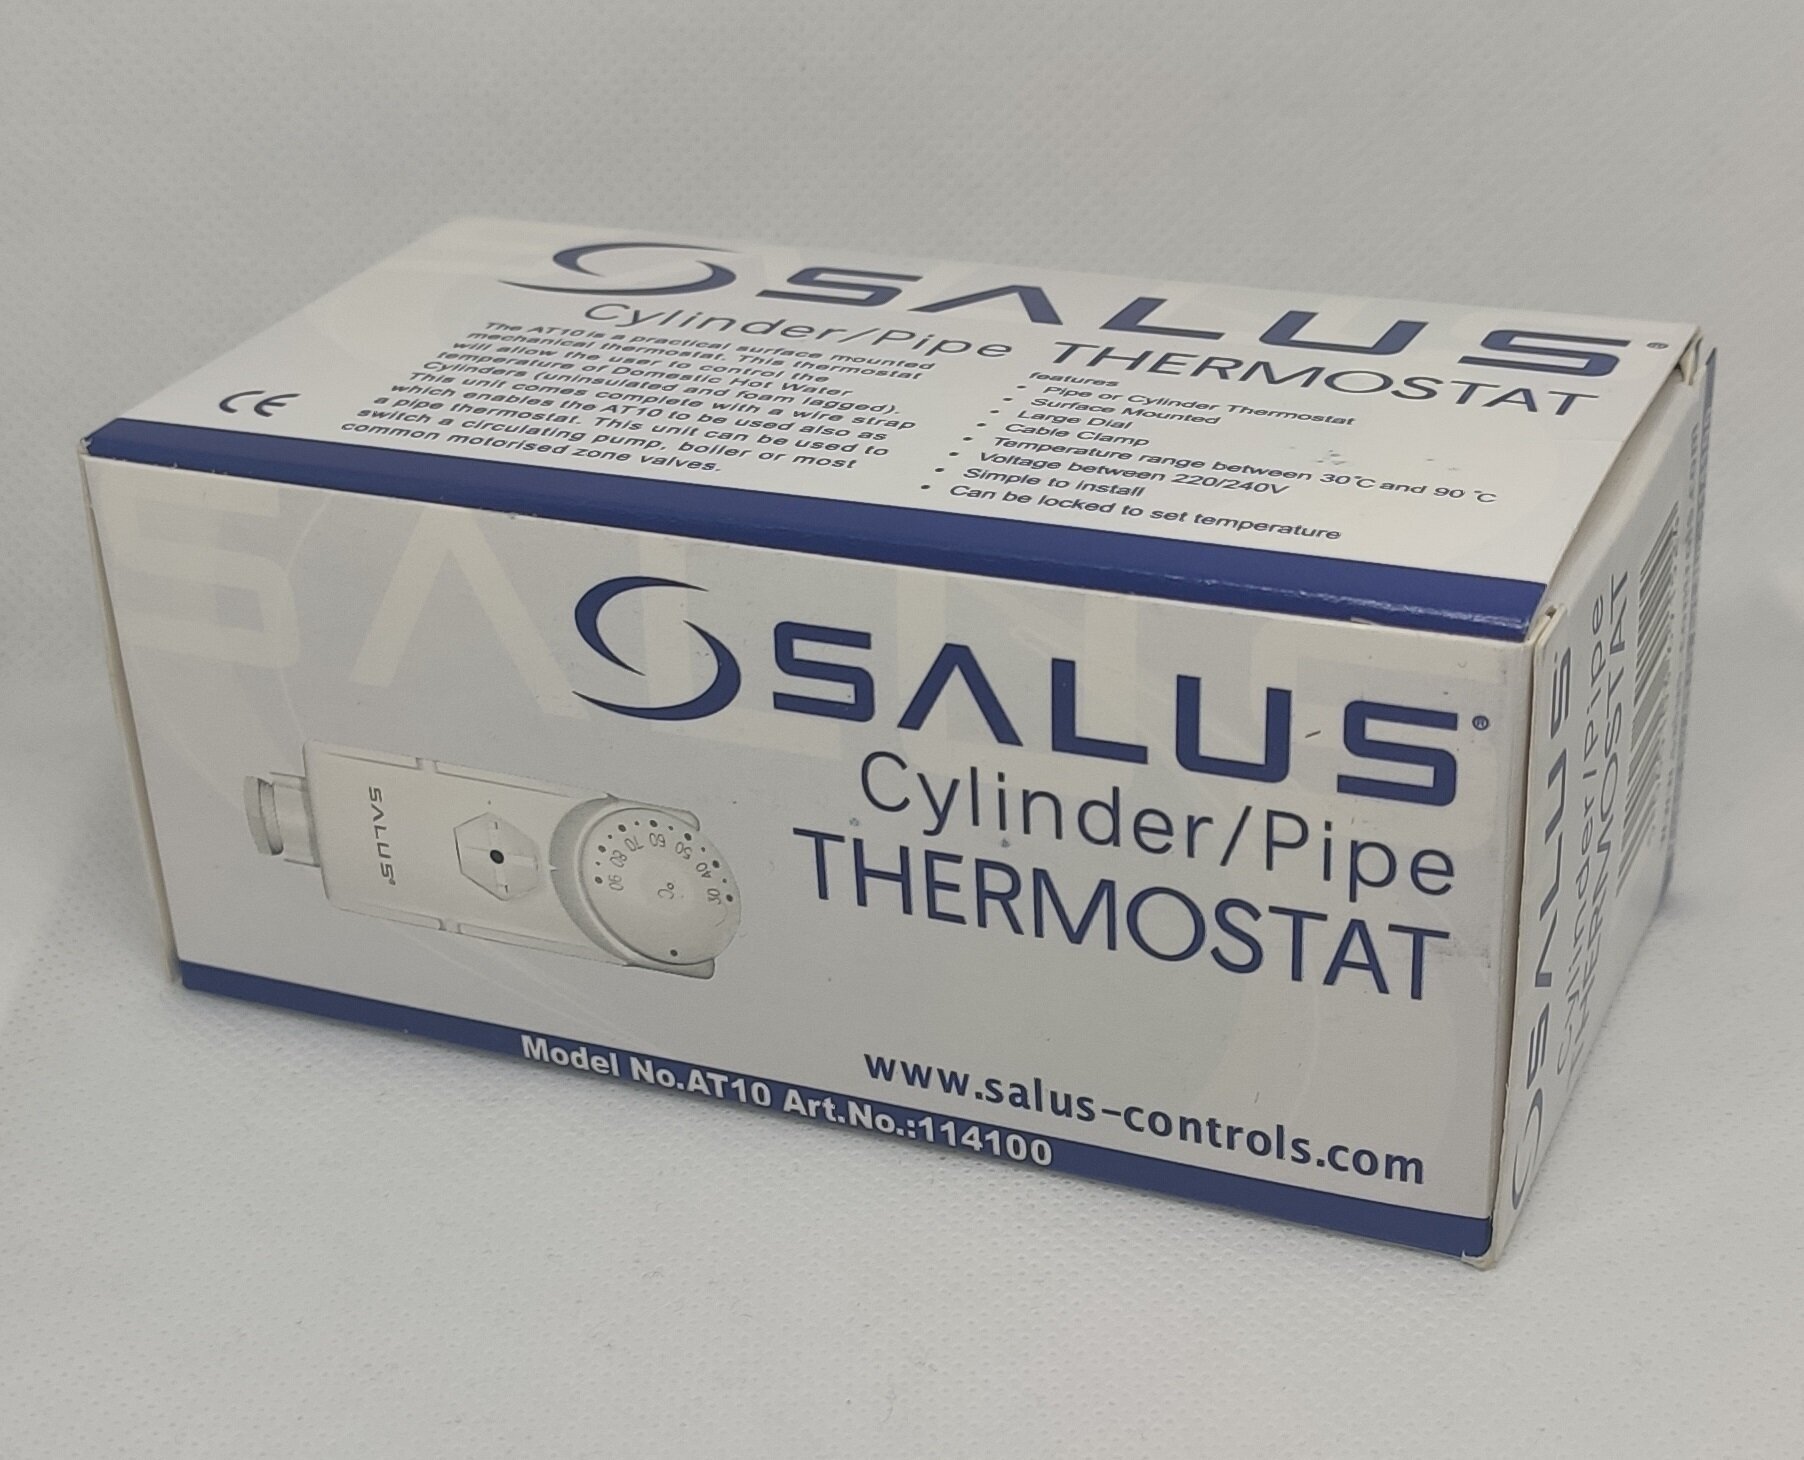 SALUS®
Cylinder/Pipe THERMOSTAT
The AT10 is a practical surface mounted
mechanical thermostat. This thermostat
will allow the user to control the
temperature of Domestic Hot Water
Cylinders (uninsulated and foam lagged).
This unit comes complete with a wire strap
which enables the AT10 to be used also as
a pipe thermostat. This unit can be used to
switch a circulating pump, boiler or most
common motorised zone valves.
CE
features
• Pipe or Cylinder Thermostat
• Surface Mounted
• Large Dial
• Cable Clamp
• Temperature range between 30°C and 90°C
• Voltage between 220/240V
• Simple to install
• Can be locked to set temperature
SALUS
SALUS®
Cylinder/Pipe
THERMOSTAT
SALUS®
90 80 70 60 50 40 30
°C
www.salus-controls.com
Model No.AT10 Art.No.:114100
SALUS
Cylinder/Pipe
THERMOSTAT